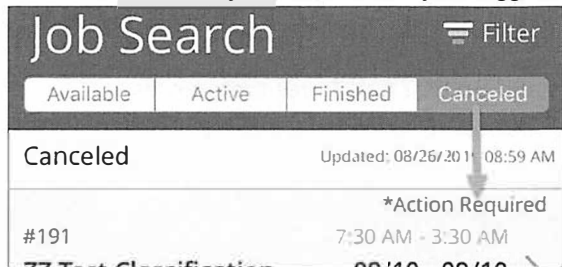 Job Search Filter
Available Active Finished Canceled
Canceled Updated: 08/26/2019 08:59 AM
*Action Required
#191 7:30 AM - 3:30 AM